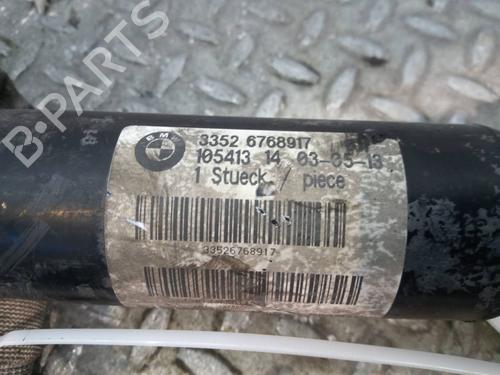 B-PARTS
BMW
3352 6768917
105413 14 03-05-13
1 Stueck / piece
33526768917